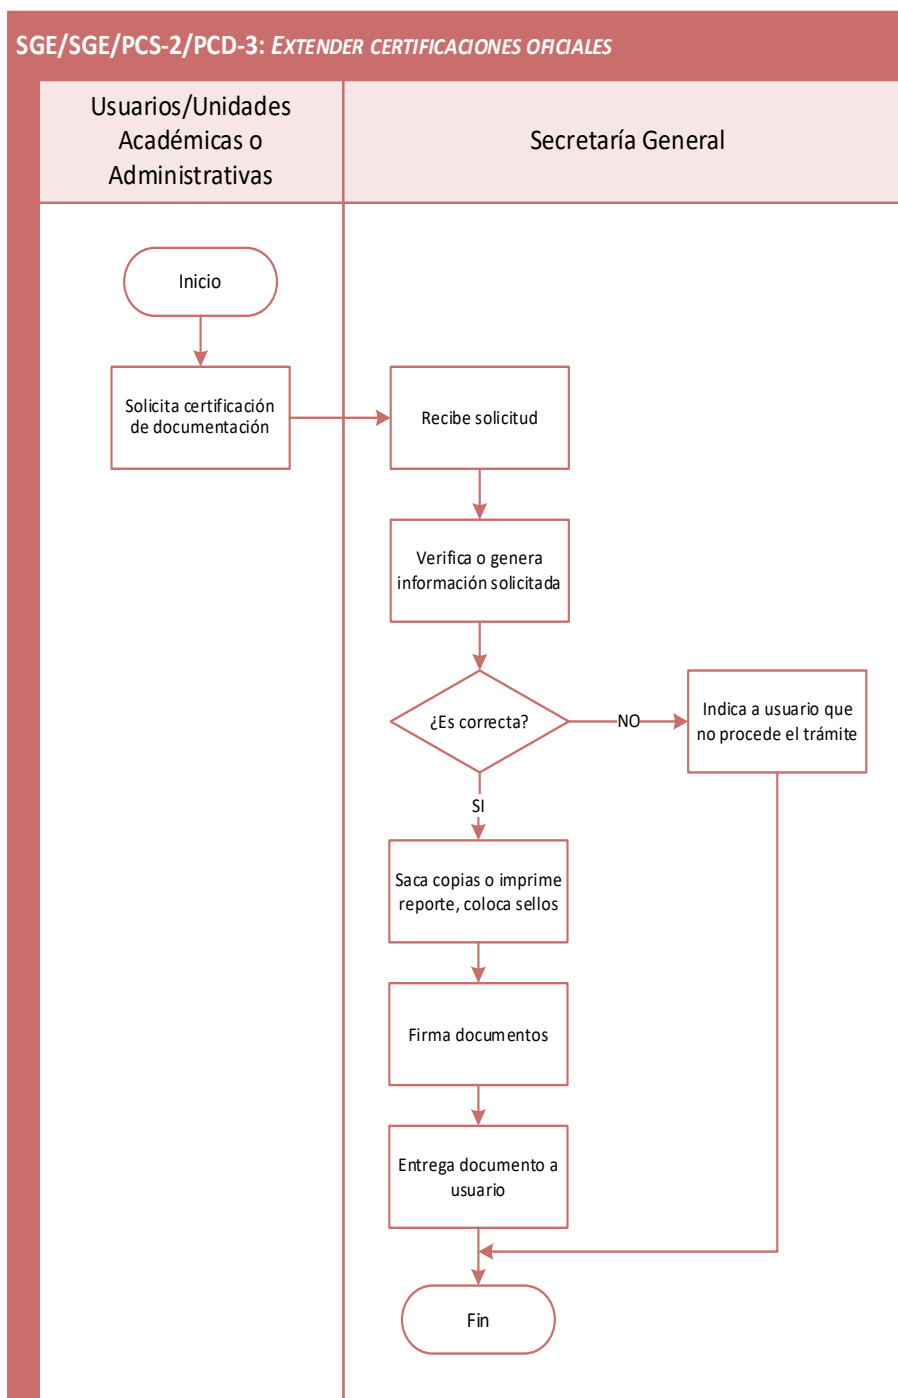 SGE/SGE/PCS-2/PCD-3: EXTENDER CERTIFICACIONES OFICIALES
Usuarios/Unidades
Académicas o
Administrativas
Secretaría General
Inicio
Solicita certificación
de documentación
Recibe solicitud
Verifica o genera
información solicitada
¿Es correcta?
NO
Indica a usuario que
no procede el trámite
SI
Saca copias o imprime
reporte, coloca sellos
Firma documentos
Entrega documento a
usuario
Fin